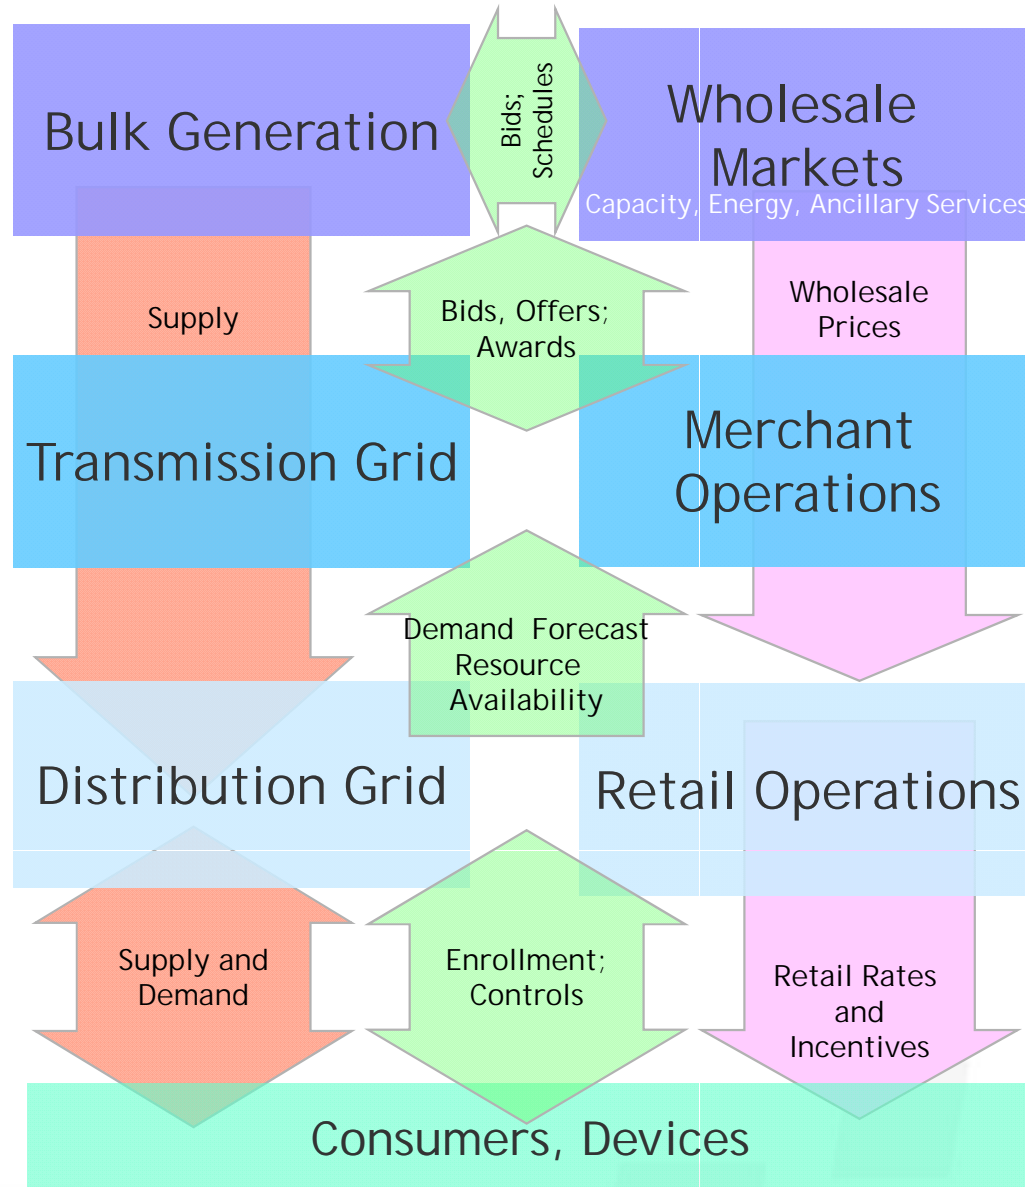 Bulk Generation
Bids;
Schedules
Wholesale
Markets
Capacity, Energy, Ancillary Services
Supply
Bids, Offers;
Awards
Wholesale
Prices
Transmission Grid
Merchant
Operations
Demand Forecast
Resource
Availability
Distribution Grid
Retail Operations
Supply and
Demand
Enrollment;
Controls
Retail Rates
and
Incentives
Consumers, Devices